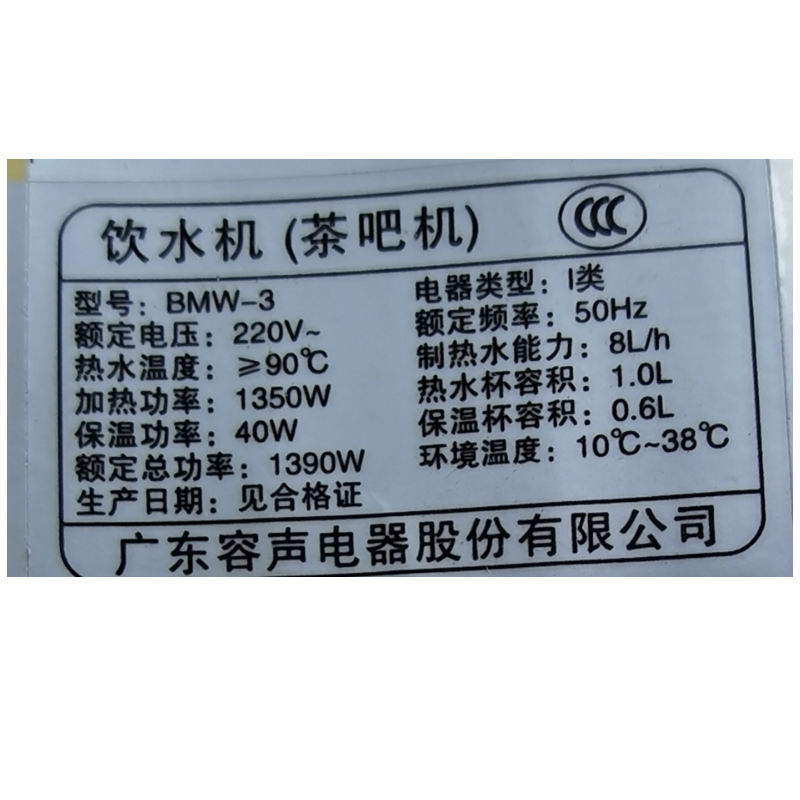 饮水机(茶吧机)
CCC
型号：BMW-3
额定电压：220V~
热水温度：≥90℃
加热功率：1350W
保温功率：40W
额定总功率：1390W
生产日期：见合格证
电器类型：I类
额定频率：50Hz
制热水能力：8L/h
热水杯容积：1.0L
保温杯容积：0.6L
环境温度：10℃~38℃
广东容声电器股份有限公司